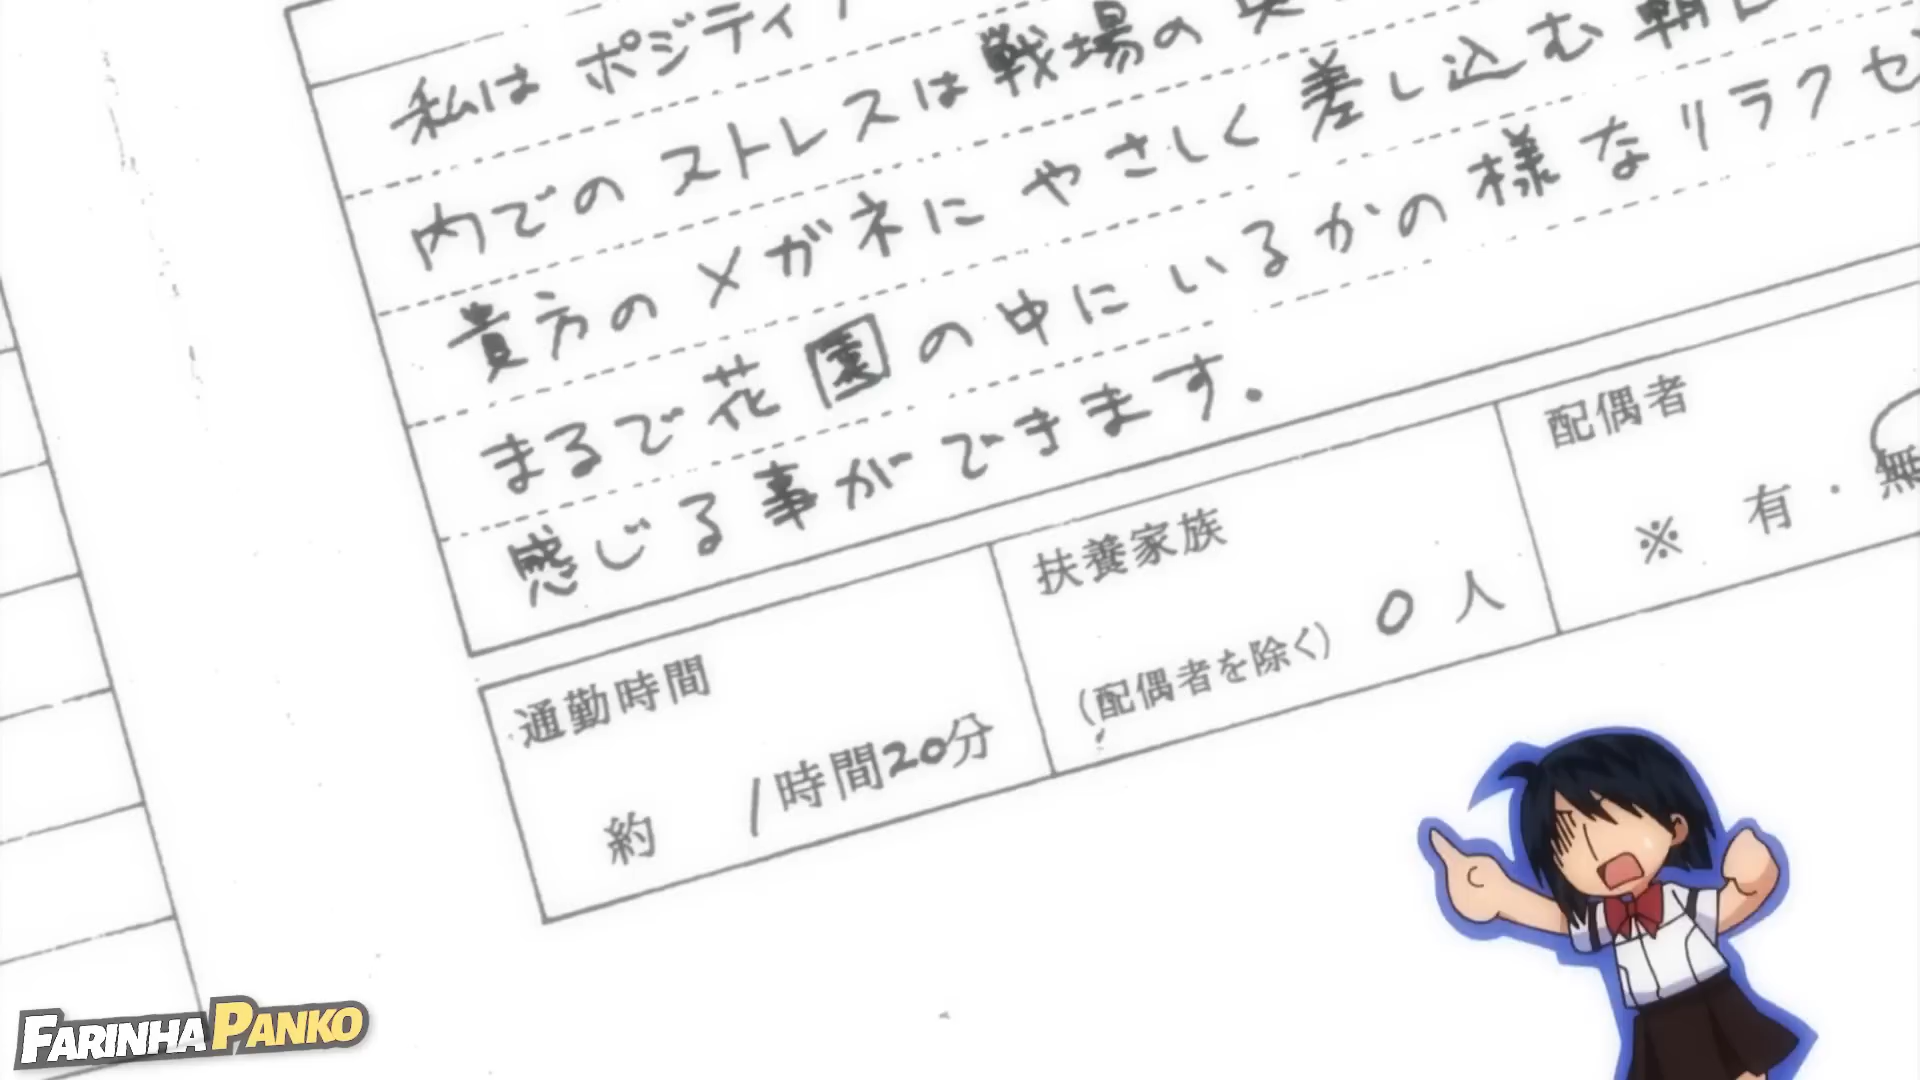 私は ポジティ
内での ストレスは戦場の
貴方の メガネに やさしく 差し込む 朝
まるで花園の中にいるかの様なリラクゼ
感じる事ができます。
通勤時間
約 1時間20分
扶養家族
(配偶者を除く) 0 人
配偶者
※ 有・無
FARINHA PANKO